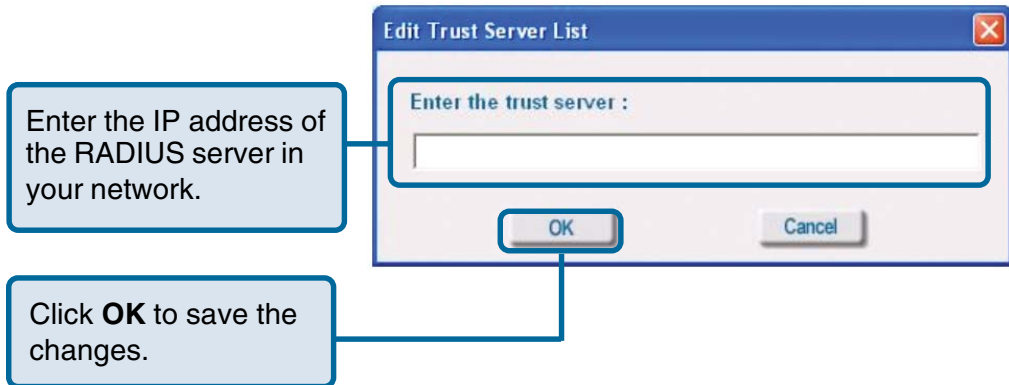 Edit Trust Server List
Enter the IP address of
the RADIUS server in
your network.
Enter the trust server :
OK
Cancel
Click OK to save the
changes.